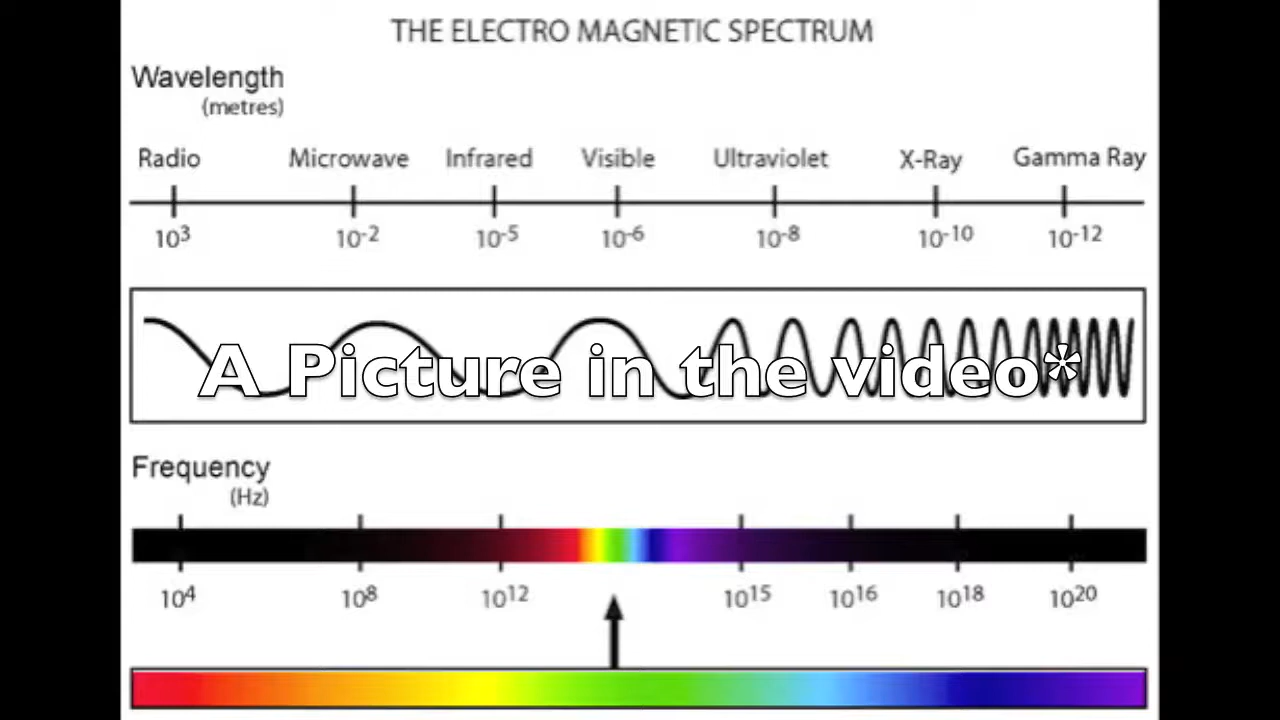 THE ELECTRO MAGNETIC SPECTRUM
Wavelength
(metres)
Radio Microwave Infrared Visible Ultraviolet X-Ray Gamma Ray
10³ 10⁻² 10⁻⁵ 10⁻⁶ 10⁻⁸ 10⁻¹⁰ 10⁻¹²
A Picture in the video*
Frequency
(Hz)
10⁴ 10⁸ 10¹² 10¹⁵ 10¹⁶ 10¹⁸ 10²⁰